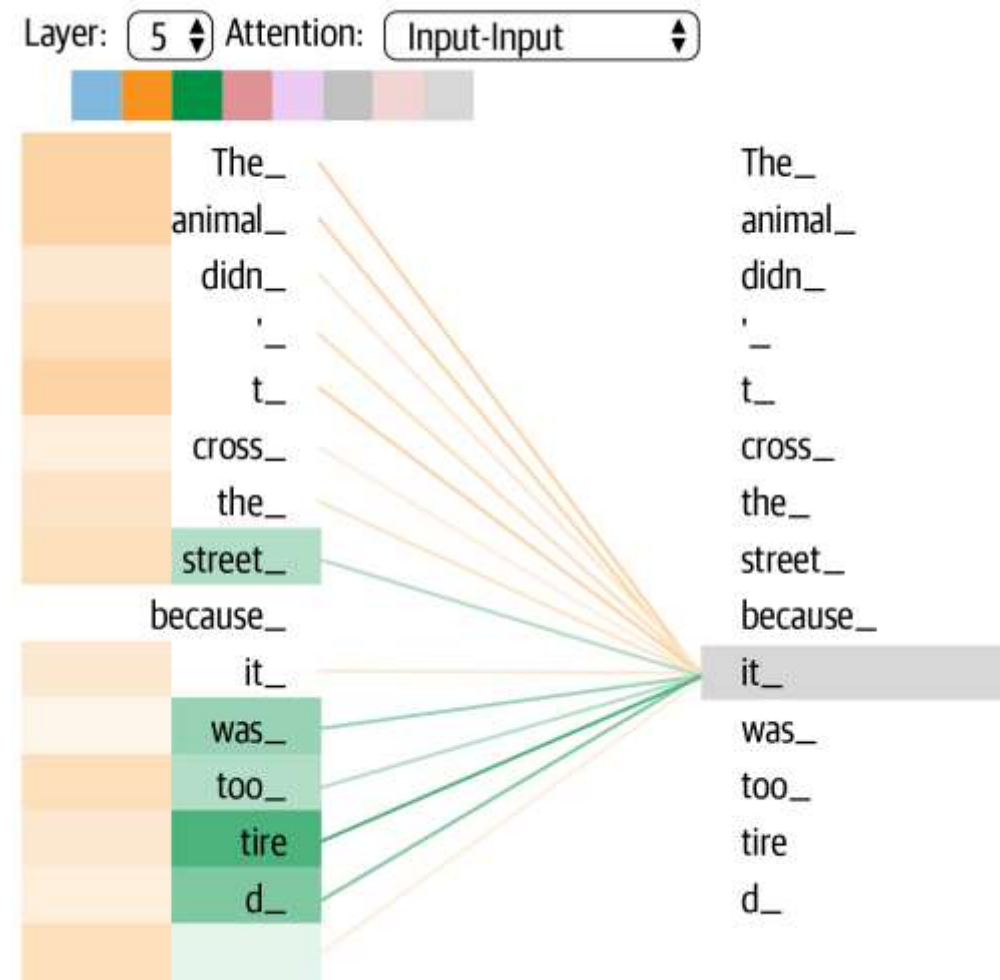 Layer: 5 Attention: Input-Input
The_ The_
animal_ animal_
didn_ didn_
'_ '_
t_ t_
cross_ cross_
the_ the_
street_ street_
because_ because_
it_ it_
was_ was_
too_ too_
tire tire
d_ d_